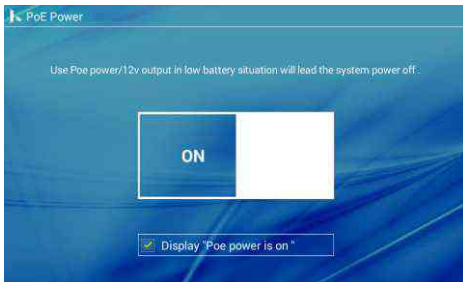 PoE Power
Use Poe power/12v output in low battery situation will lead the system power off .
ON
Display "Poe power is on "